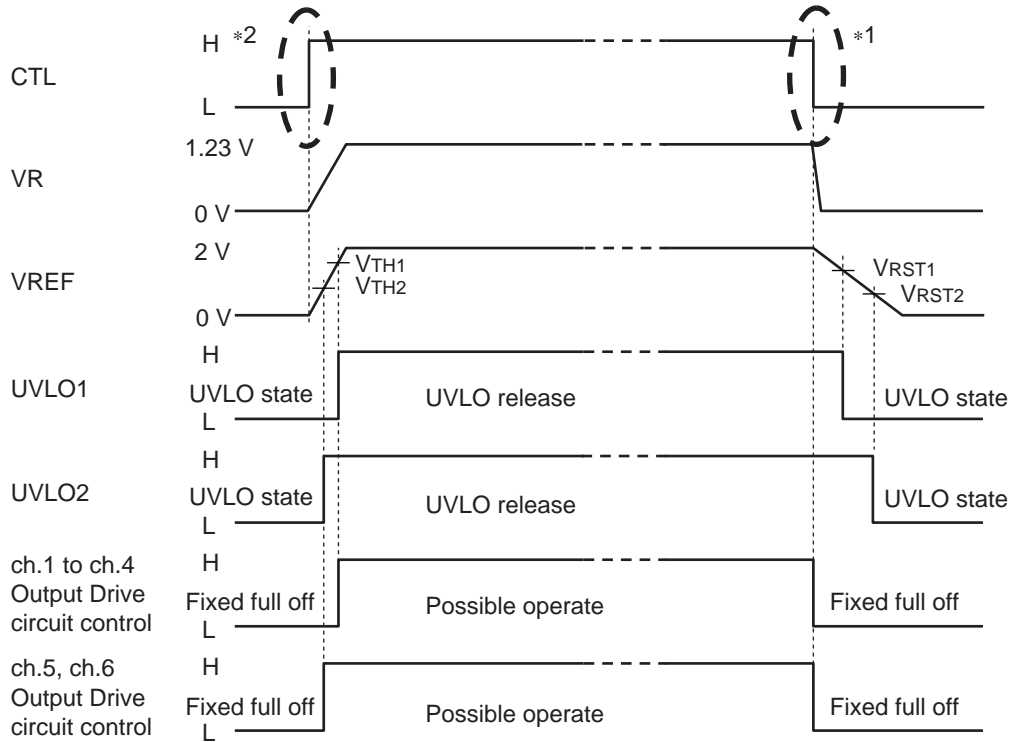 H *2 *1
CTL
L
1.23 V
VR
0 V
2 V
VTH1
VRST1
VREF
VTH2
VRST2
0 V
H
UVLO1
UVLO state
UVLO release
UVLO state
L
H
UVLO2
UVLO state
UVLO release
UVLO state
L
ch.1 to ch.4
Output Drive
circuit control
H
Fixed full off
Possible operate
Fixed full off
L
ch.5, ch.6
Output Drive
circuit control
H
Fixed full off
Possible operate
Fixed full off
L